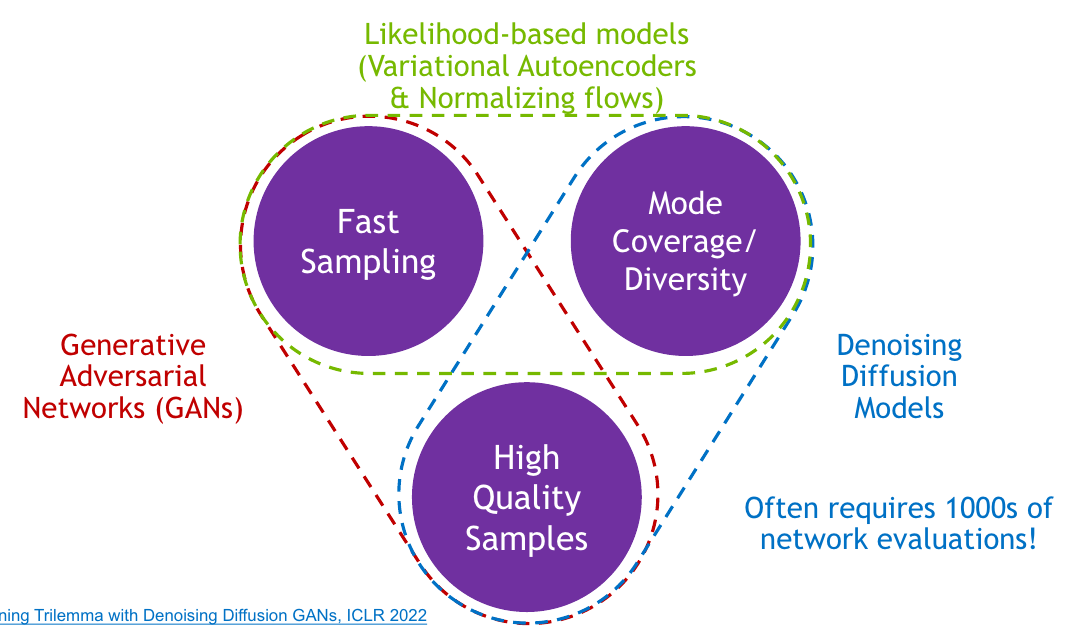 Likelihood-based models
(Variational Autoencoders
& Normalizing flows)
Fast
Sampling
Mode
Coverage/
Diversity
Generative
Adversarial
Networks (GANs)
Denoising
Diffusion
Models
High
Quality
Samples
Often requires 1000s of
network evaluations!
ning Trilemma with Denoising Diffusion GANs, ICLR 2022